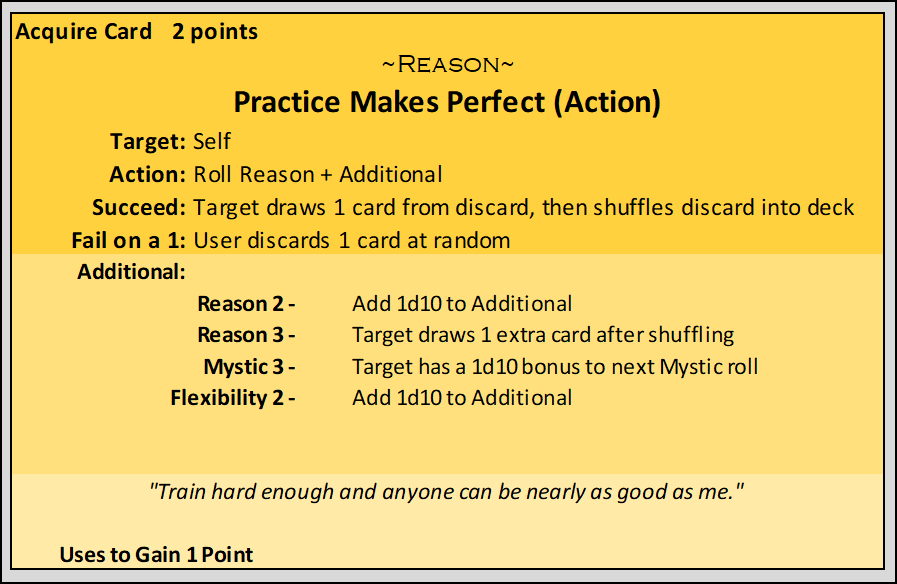 Acquire Card 2 points
~Reason~
Practice Makes Perfect (Action)
Target: Self
Action: Roll Reason + Additional
Succeed: Target draws 1 card from discard, then shuffles discard into deck
Fail on a 1: User discards 1 card at random
Additional:
Reason 2 - Add 1d10 to Additional
Reason 3 - Target draws 1 extra card after shuffling
Mystic 3 - Target has a 1d10 bonus to next Mystic roll
Flexibility 2 - Add 1d10 to Additional
"Train hard enough and anyone can be nearly as good as me."
Uses to Gain 1 Point